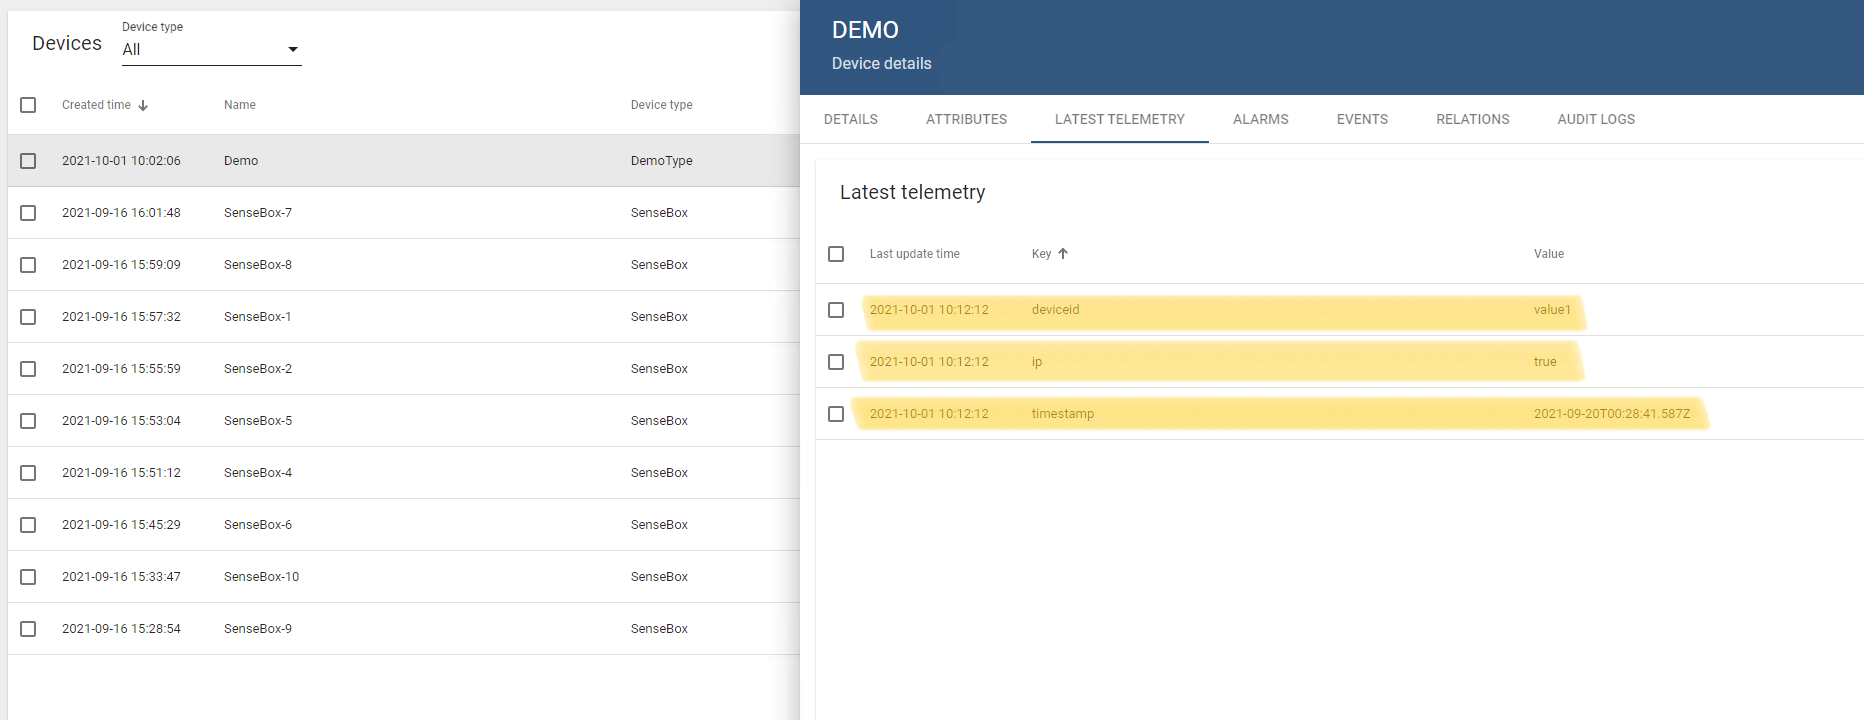 Devices
Device type
All
Created time Name Device type
2021-10-01 10:02:06 Demo DemoType
2021-09-16 16:01:48 SenseBox-7 SenseBox
2021-09-16 15:59:09 SenseBox-8 SenseBox
2021-09-16 15:57:32 SenseBox-1 SenseBox
2021-09-16 15:55:59 SenseBox-2 SenseBox
2021-09-16 15:53:04 SenseBox-5 SenseBox
2021-09-16 15:51:12 SenseBox-4 SenseBox
2021-09-16 15:45:29 SenseBox-6 SenseBox
2021-09-16 15:33:47 SenseBox-10 SenseBox
2021-09-16 15:28:54 SenseBox-9 SenseBox
DEMO
Device details
DETAILS ATTRIBUTES LATEST TELEMETRY ALARMS EVENTS RELATIONS AUDIT LOGS
Latest telemetry
Last update time Key Value
2021-10-01 10:12:12 deviceid value1
2021-10-01 10:12:12 ip true
2021-10-01 10:12:12 timestamp 2021-09-20T00:28:41.587Z